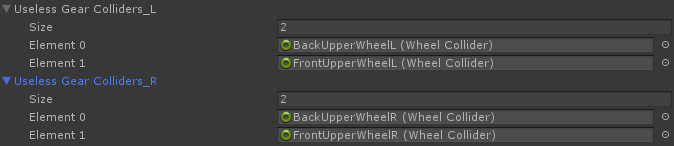 Useless Gear Colliders_L
Size 2
Element 0 BackUpperWheelL (Wheel Collider)
Element 1 FrontUpperWheelL (Wheel Collider)
Useless Gear Colliders_R
Size 2
Element 0 BackUpperWheelR (Wheel Collider)
Element 1 FrontUpperWheelR (Wheel Collider)